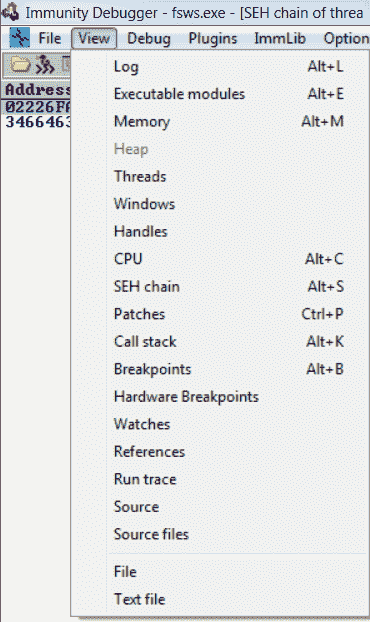 Immunity Debugger - fsws.exe - [SEH chain of threa
File View Debug Plugins ImmLib Option
Address
02226F
3466463
Log Alt+L
Executable modules Alt+E
Memory Alt+M
Heap
Threads
Windows
Handles
CPU Alt+C
SEH chain Alt+S
Patches Ctrl+P
Call stack Alt+K
Breakpoints Alt+B
Hardware Breakpoints
Watches
References
Run trace
Source
Source files
File
Text file